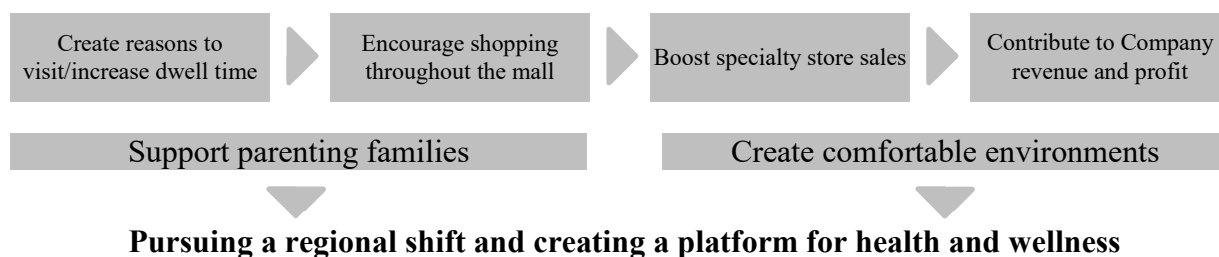 Create reasons to
visit/increase dwell time
Encourage shopping
throughout the mall
Boost specialty store sales
Contribute to Company
revenue and profit
Support parenting families
Create comfortable environments
Pursuing a regional shift and creating a platform for health and wellness